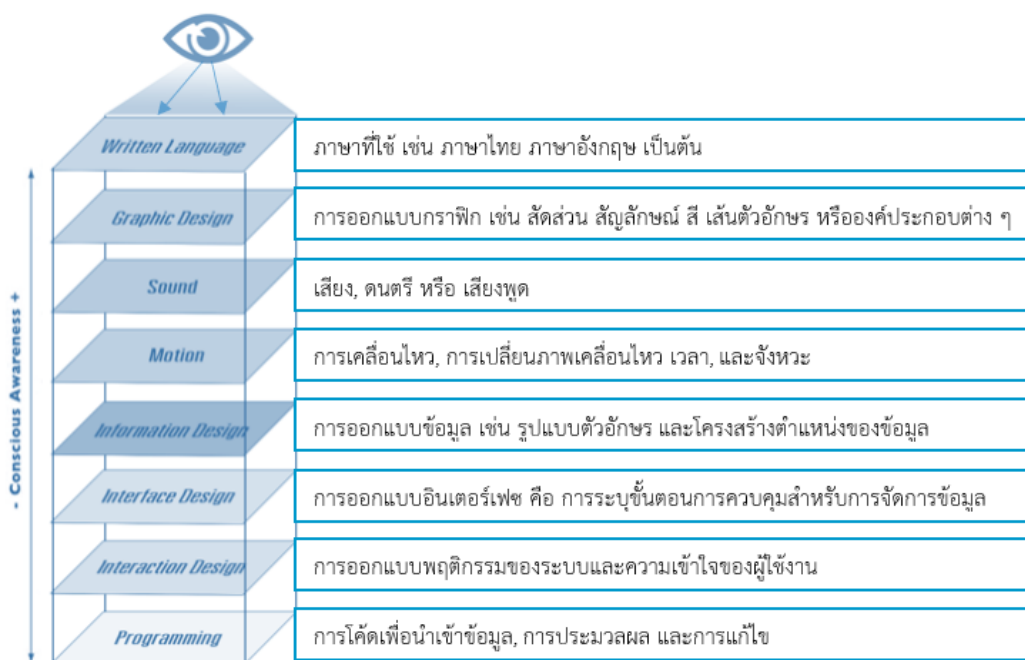 Written Language
ภาษาที่ใช้ เช่น ภาษาไทย ภาษาอังกฤษ เป็นต้น
Graphic Design
การออกแบบกราฟิก เช่น สัดส่วน สัญลักษณ์ สี เส้นตัวอักษร หรือองค์ประกอบต่าง ๆ
Sound
เสียง, ดนตรี หรือ เสียงพูด
Motion
การเคลื่อนไหว, การเปลี่ยนภาพเคลื่อนไหว เวลา, และจังหวะ
Information Design
การออกแบบข้อมูล เช่น รูปแบบตัวอักษร และโครงสร้างตำแหน่งของข้อมูล
Interface Design
การออกแบบอินเตอร์เฟซ คือ การระบุขั้นตอนการควบคุมสำหรับการจัดการข้อมูล
Interaction Design
การออกแบบพฤติกรรมของระบบและความเข้าใจของผู้ใช้งาน
Programming
การโค้ดเพื่อนำเข้าข้อมูล, การประมวลผล และการแก้ไข
- Conscious Awareness +